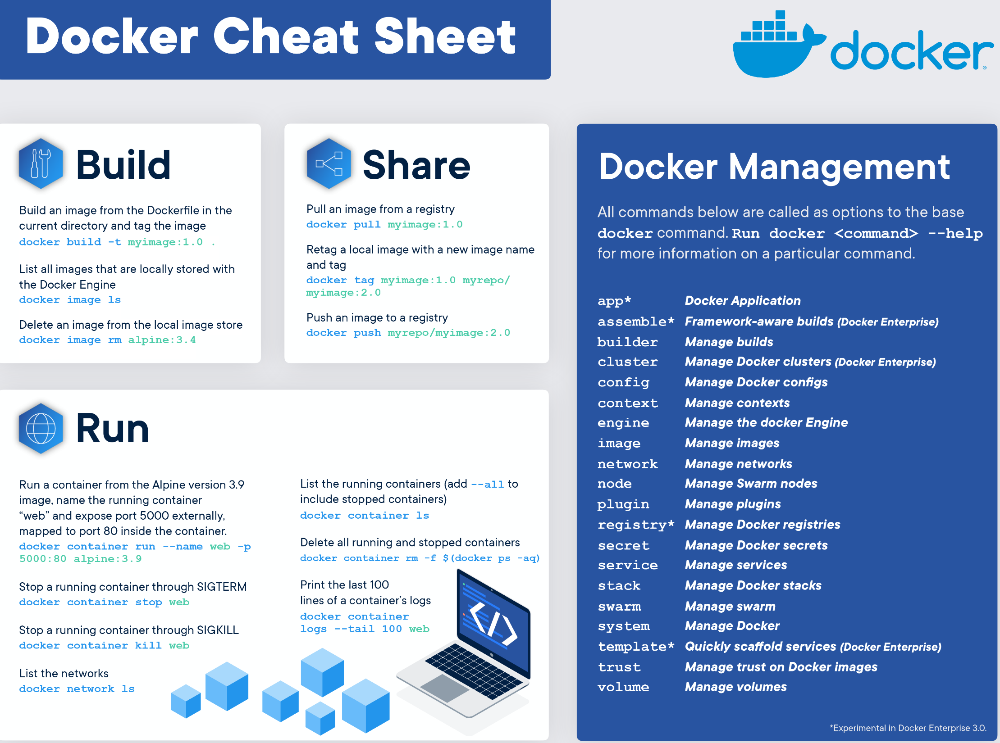 Docker Cheat Sheet
docker®
Build
Build an image from the Dockerfile in the
current directory and tag the image
docker build -t myimage:1.0 .
List all images that are locally stored with
the Docker Engine
docker image ls
Delete an image from the local image store
docker image rm alpine:3.4
Share
Pull an image from a registry
docker pull myimage:1.0
Retag a local image with a new image name
and tag
docker tag myimage:1.0 myrepo/
myimage:2.0
Push an image to a registry
docker push myrepo/myimage:2.0
Run
Run a container from the Alpine version 3.9
image, name the running container
“web” and expose port 5000 externally,
mapped to port 80 inside the container.
docker container run --name web -p
5000:80 alpine:3.9
Stop a running container through SIGTERM
docker container stop web
Stop a running container through SIGKILL
docker container kill web
List the networks
docker network ls
List the running containers (add --all to
include stopped containers)
docker container ls
Delete all running and stopped containers
docker container rm -f $(docker ps -aq)
Print the last 100
lines of a container’s logs
docker container
logs --tail 100 web
</>
Docker Management
All commands below are called as options to the base
docker command. Run docker <command> --help
for more information on a particular command.
app* Docker Application
assemble* Framework-aware builds (Docker Enterprise)
builder Manage builds
cluster Manage Docker clusters (Docker Enterprise)
config Manage Docker configs
context Manage contexts
engine Manage the docker Engine
image Manage images
network Manage networks
node Manage Swarm nodes
plugin Manage plugins
registry* Manage Docker registries
secret Manage Docker secrets
service Manage services
stack Manage Docker stacks
swarm Manage swarm
system Manage Docker
template* Quickly scaffold services (Docker Enterprise)
trust Manage trust on Docker images
volume Manage volumes
*Experimental in Docker Enterprise 3.0.